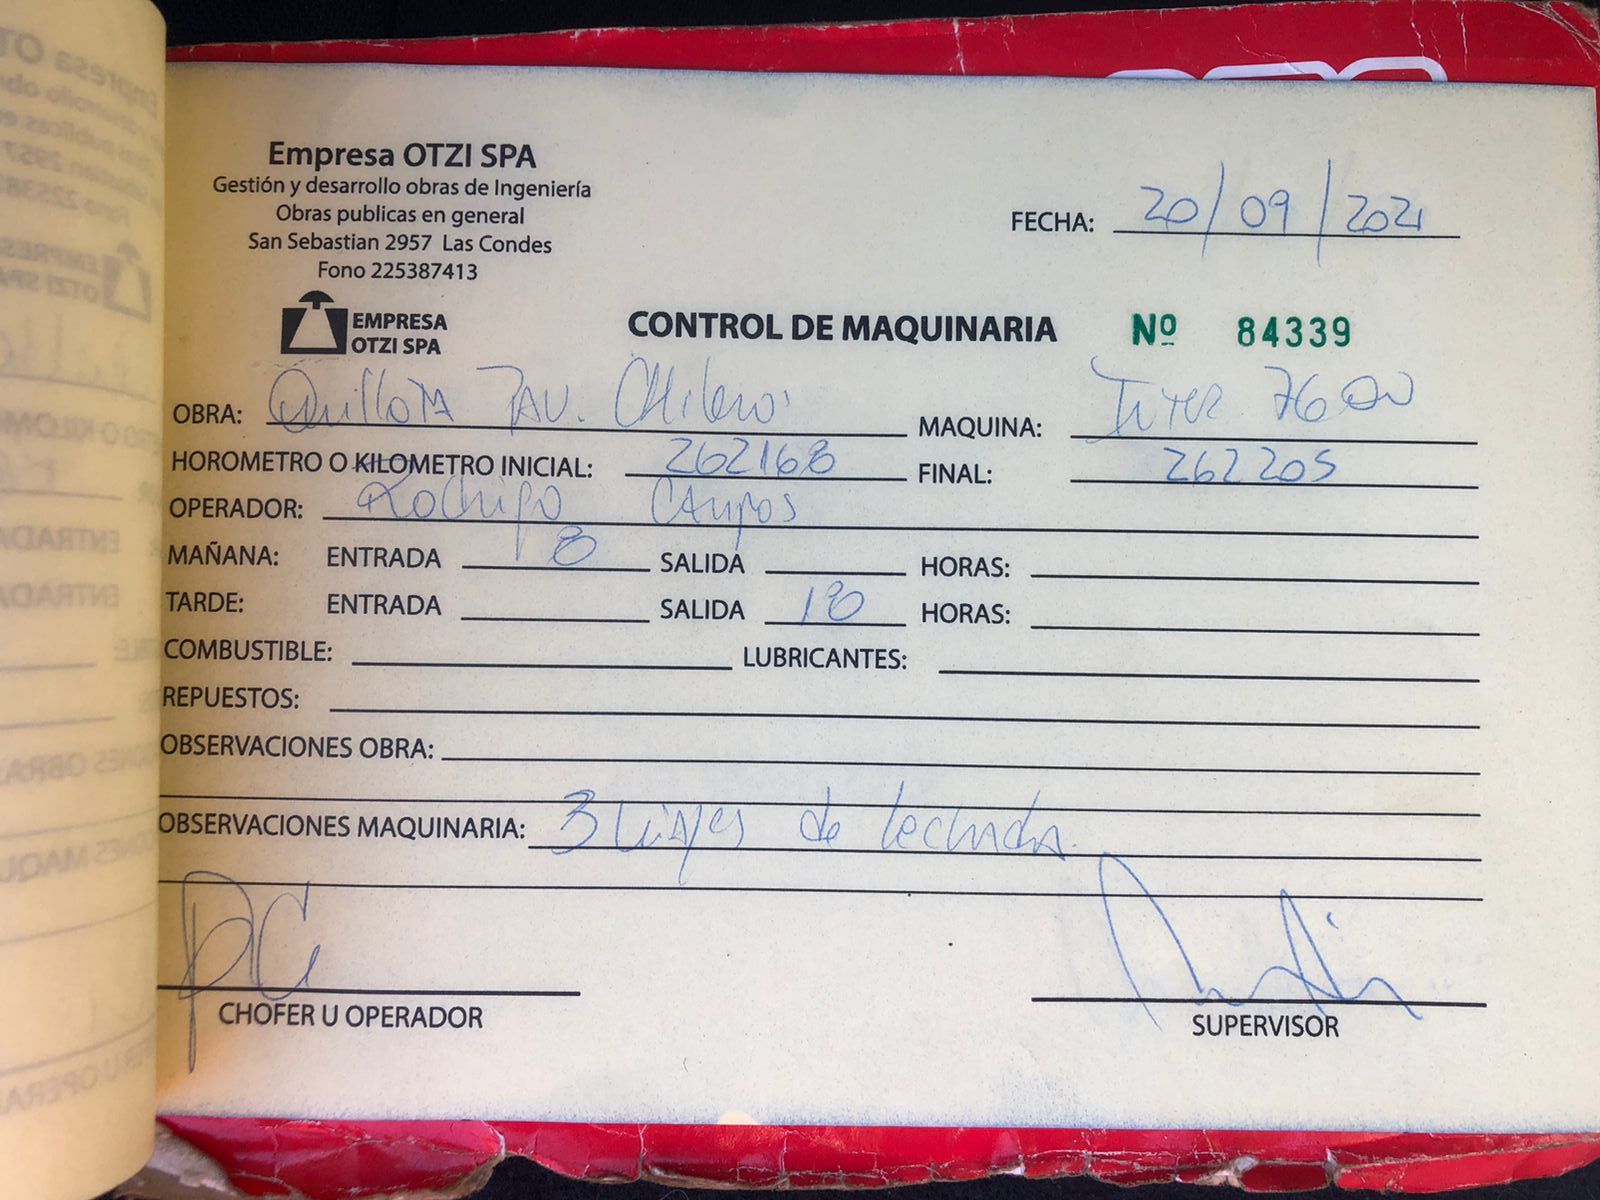 Empresa OTZI SPA
Gestión y desarrollo obras de Ingeniería
Obras publicas en general
San Sebastian 2957 Las Condes
Fono 225387413
FECHA: 20/09/2021
EMPRESA
OTZI SPA
CONTROL DE MAQUINARIA Nº 84339
OBRA: Quillota PAV. Chilenos MAQUINA: 7600
HOROMETRO O KILOMETRO INICIAL: 262168 FINAL: 262205
OPERADOR: Rodrigo Campos
MAÑANA: ENTRADA 8 SALIDA HORAS:
TARDE: ENTRADA SALIDA 18 HORAS:
COMBUSTIBLE: LUBRICANTES:
REPUESTOS:
OBSERVACIONES OBRA:
OBSERVACIONES MAQUINARIA: 3 viajes de lechada.
RC
CHOFER U OPERADOR
SUPERVISOR